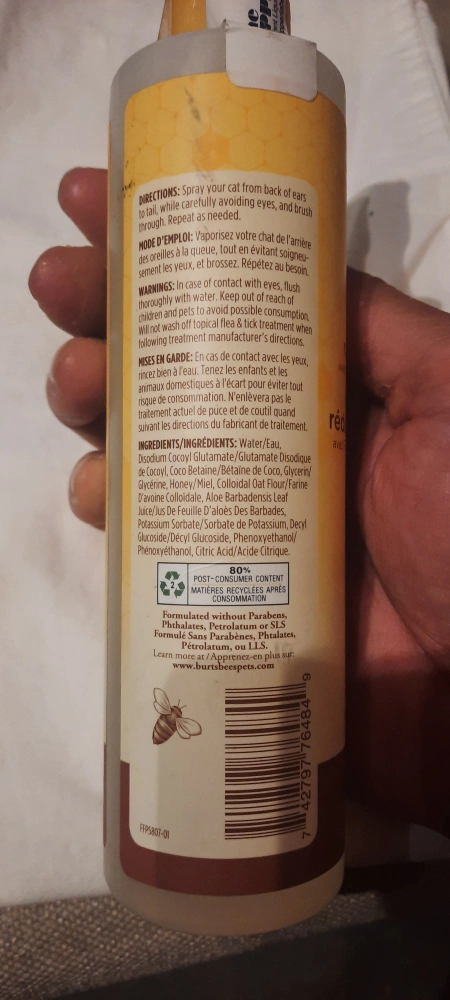 DIRECTIONS: Spray your cat from back of ears
to tail, while carefully avoiding eyes, and brush
through. Repeat as needed.
MODE D'EMPLOI: Vaporisez votre chat de l'arrière
des oreilles à la queue, tout en évitant soigneu-
sement les yeux, et brossez. Répétez au besoin.
WARNINGS: In case of contact with eyes, flush
thoroughly with water. Keep out of reach of
children and pets to avoid possible consumption.
Will not wash off topical flea & tick treatment when
following treatment manufacturer's directions.
MISES EN GARDE: En cas de contact avec les yeux,
rincez bien à l'eau. Tenez les enfants et les
animaux domestiques à l'écart pour éviter tout
risque de consommation. N'enlèvera pas le
traitement actuel de puce et de coutil quand
suivant les directions du fabricant de traitement.
INGREDIENTS/INGRÉDIENTS: Water/Eau,
Disodium Cocoyl Glutamate/Glutamate Disodique
de Cocoyl, Coco Betaine/Bétaïne de Coco, Glycerin/
Glycérine, Honey/Miel, Colloidal Oat Flour/Farine
D'avoine Colloïdale, Aloe Barbadensis Leaf
Juice/Jus De Feuille D'aloès Des Barbades,
Potassium Sorbate/Sorbate de Potassium, Decyl
Glucoside/Décyl Glucoside, Phenoxyethanol/
Phénoxyéthanol, Citric Acid/Acide Citrique.
2
80%
POST-CONSUMER CONTENT
MATIÈRES RECYCLÉES APRÈS
CONSOMMATION
Formulated without Parabens,
Phthalates, Petrolatum or SLS
Formulé Sans Parabènes, Phtalates,
Pétrolatum, ou LLS.
Learn more at / Apprenez-en plus sur:
www.burtsbeespets.com
7 42797 76484 9
FFP5807-01
réd